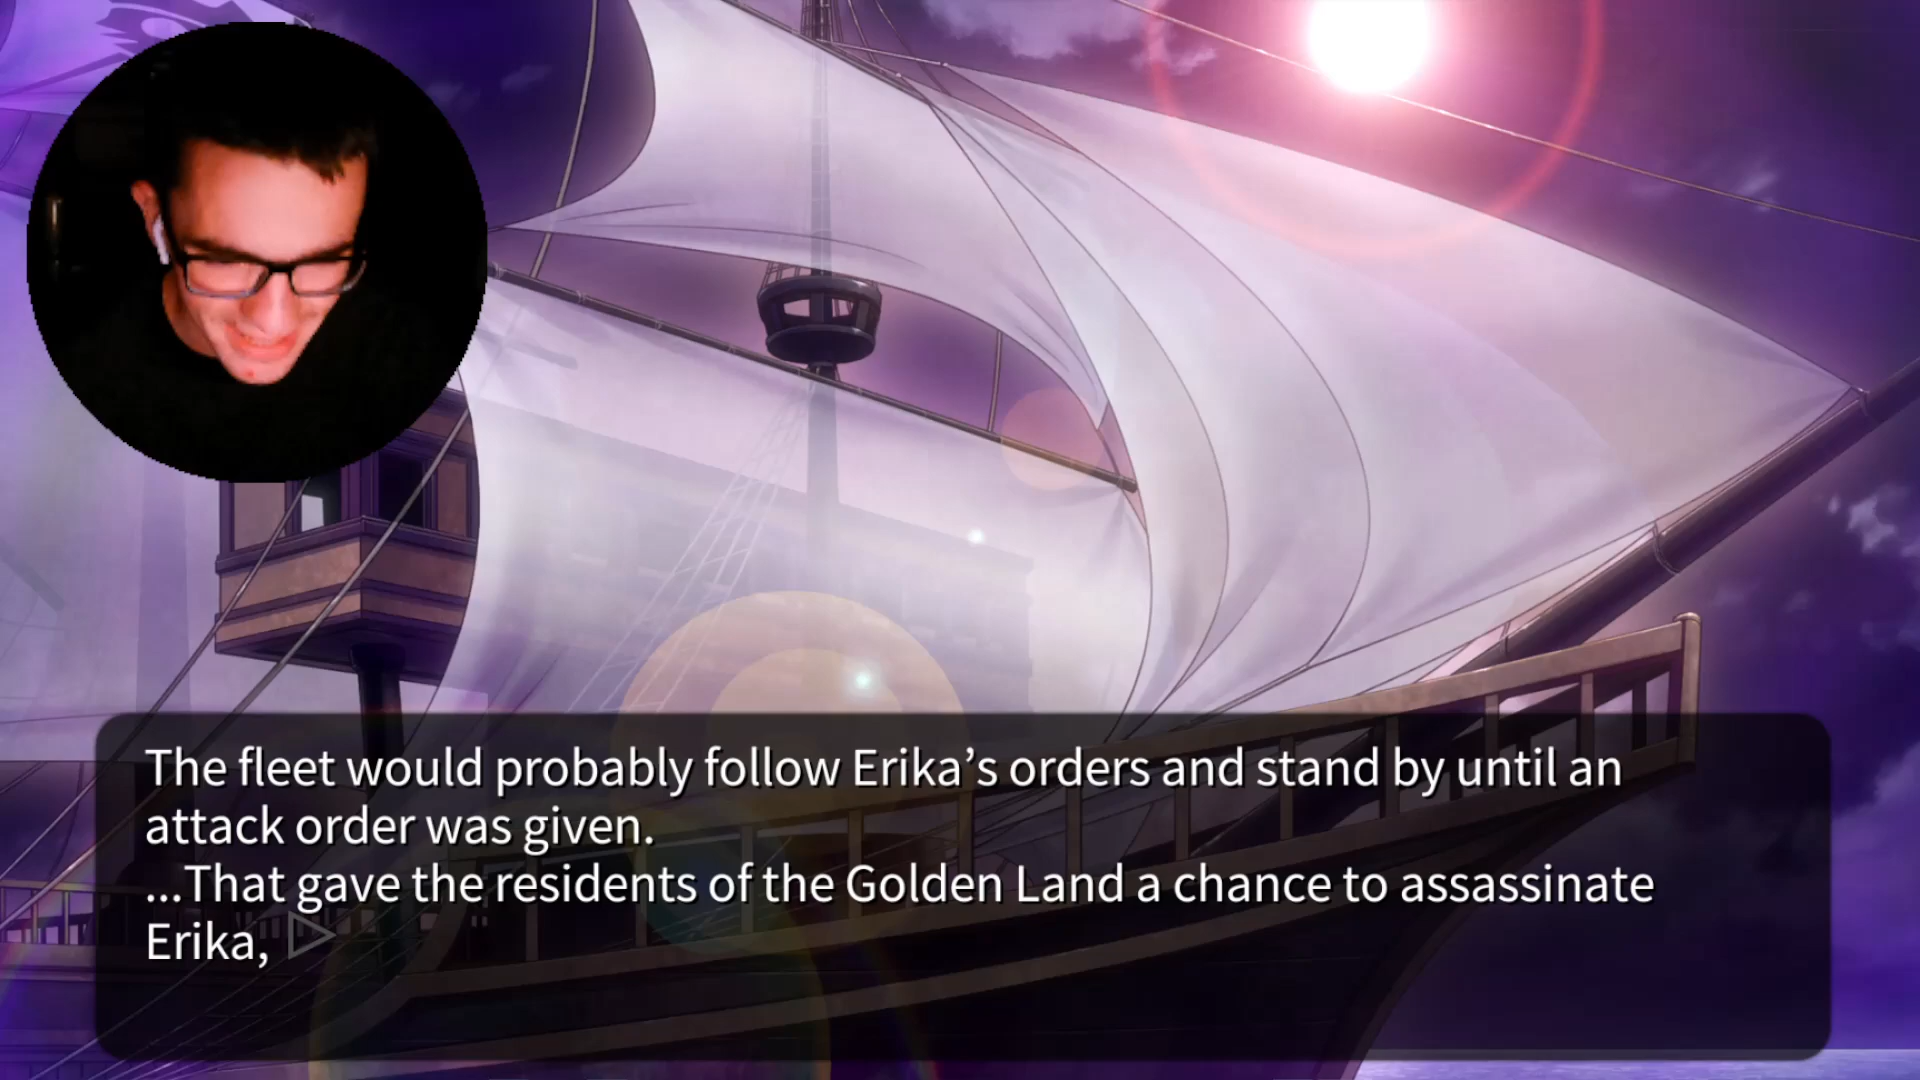 The fleet would probably follow Erika’s orders and stand by until an
attack order was given.
...That gave the residents of the Golden Land a chance to assassinate
Erika,